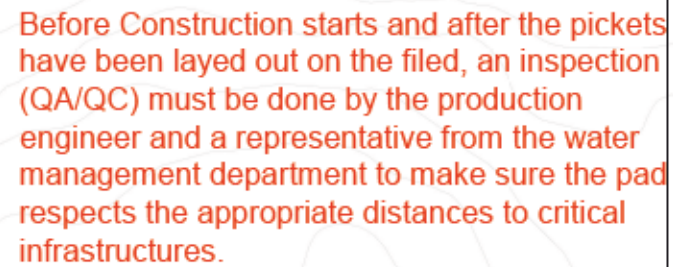 Before Construction starts and after the pickets
have been layed out on the filed, an inspection
(QA/QC) must be done by the production
engineer and a representative from the water
management department to make sure the pad
respects the appropriate distances to critical
infrastructures.